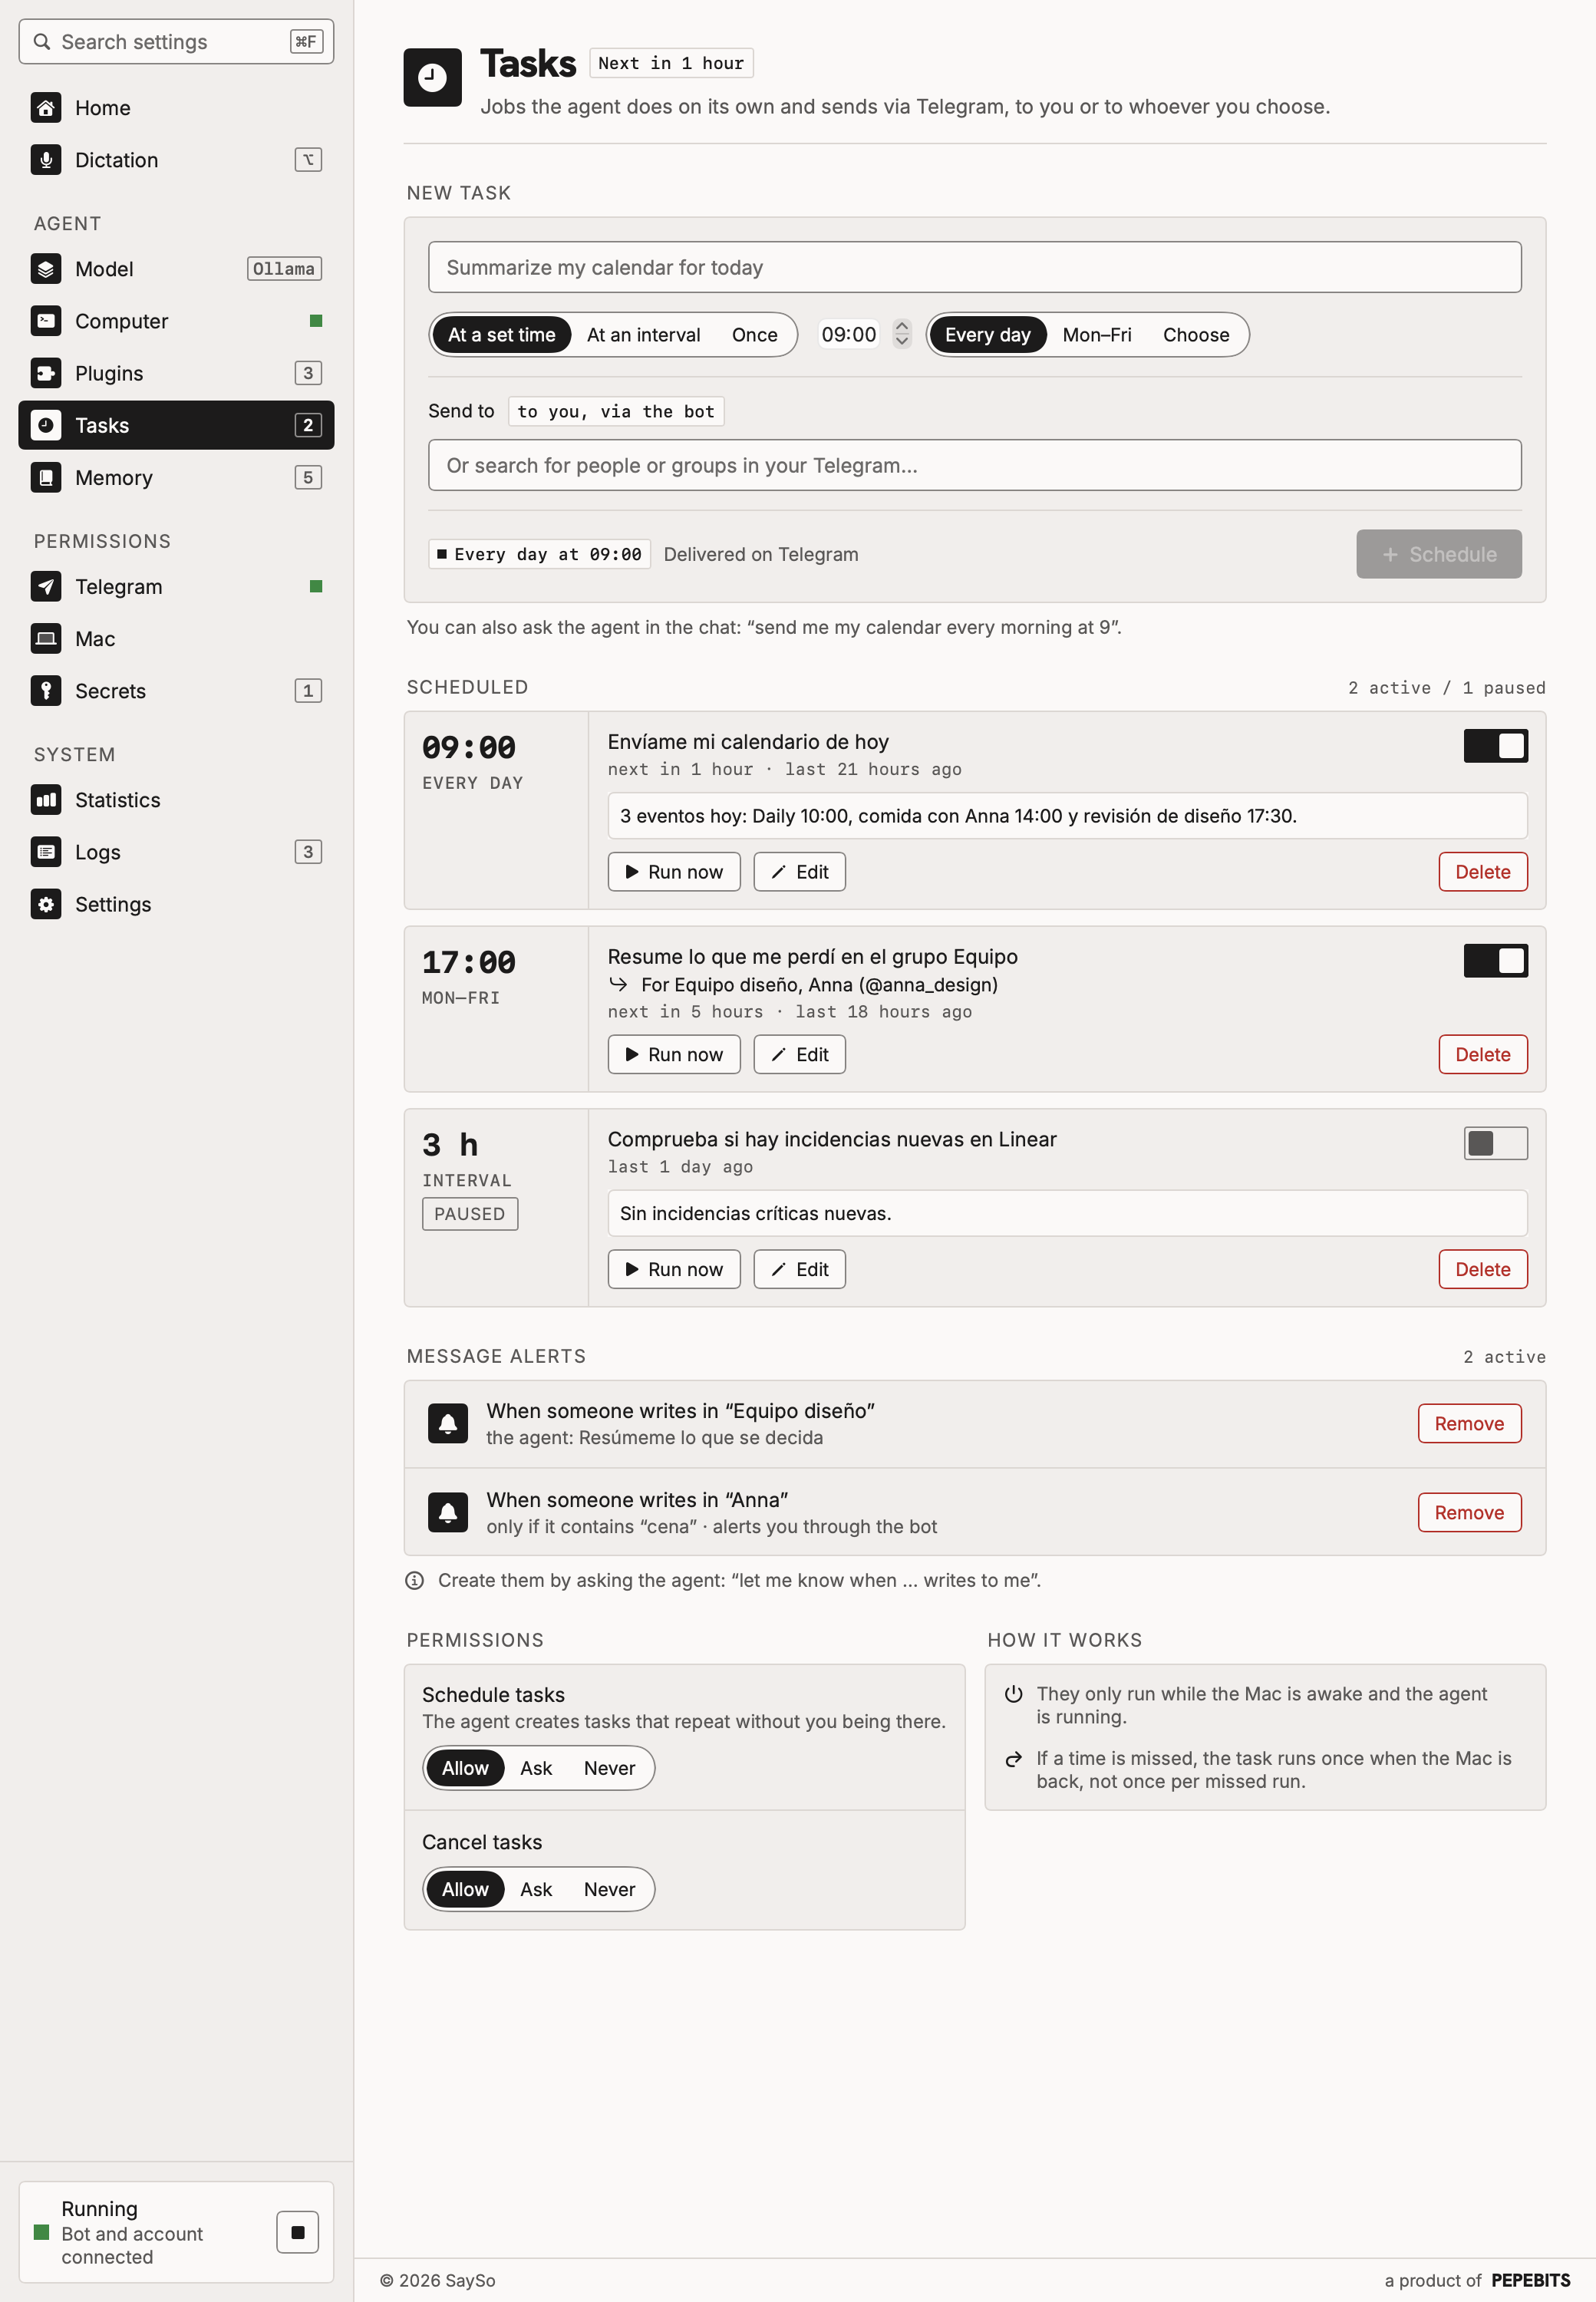 Search settings ⌘F
Home
Dictation ⌥
AGENT
Model Ollama
Computer
Plugins 3
Tasks 2
Memory 5
PERMISSIONS
Telegram
Mac
Secrets 1
SYSTEM
Statistics
Logs 3
Settings
Running
Bot and account
connected
Tasks Next in 1 hour
Jobs the agent does on its own and sends via Telegram, to you or to whoever you choose.
NEW TASK
Summarize my calendar for today
At a set time At an interval Once 09:00 Every day Mon–Fri Choose
Send to to you, via the bot
Or search for people or groups in your Telegram...
Every day at 09:00 Delivered on Telegram + Schedule
You can also ask the agent in the chat: “send me my calendar every morning at 9”.
SCHEDULED 2 active / 1 paused
09:00
EVERY DAY
Envíame mi calendario de hoy
next in 1 hour · last 21 hours ago
3 eventos hoy: Daily 10:00, comida con Anna 14:00 y revisión de diseño 17:30.
Run now Edit Delete
17:00
MON–FRI
Resume lo que me perdí en el grupo Equipo
For Equipo diseño, Anna (@anna_design)
next in 5 hours · last 18 hours ago
Run now Edit Delete
3 h
INTERVAL
PAUSED
Comprueba si hay incidencias nuevas en Linear
last 1 day ago
Sin incidencias críticas nuevas.
Run now Edit Delete
MESSAGE ALERTS 2 active
When someone writes in “Equipo diseño”
the agent: Resúmeme lo que se decida
Remove
When someone writes in “Anna”
only if it contains “cena” · alerts you through the bot
Remove
Create them by asking the agent: “let me know when ... writes to me”.
PERMISSIONS
Schedule tasks
The agent creates tasks that repeat without you being there.
Allow Ask Never
Cancel tasks
Allow Ask Never
HOW IT WORKS
They only run while the Mac is awake and the agent
is running.
If a time is missed, the task runs once when the Mac is
back, not once per missed run.
© 2026 SaySo
a product of PEPEBITS